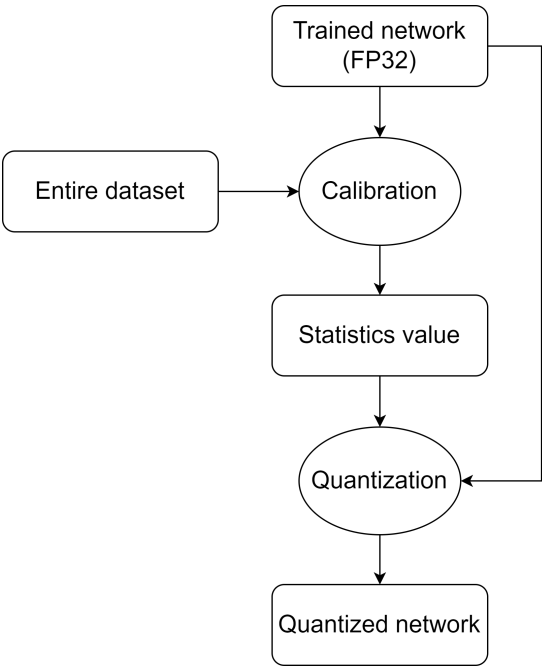 Trained network
(FP32)
Entire dataset
Calibration
Statistics value
Quantization
Quantized network